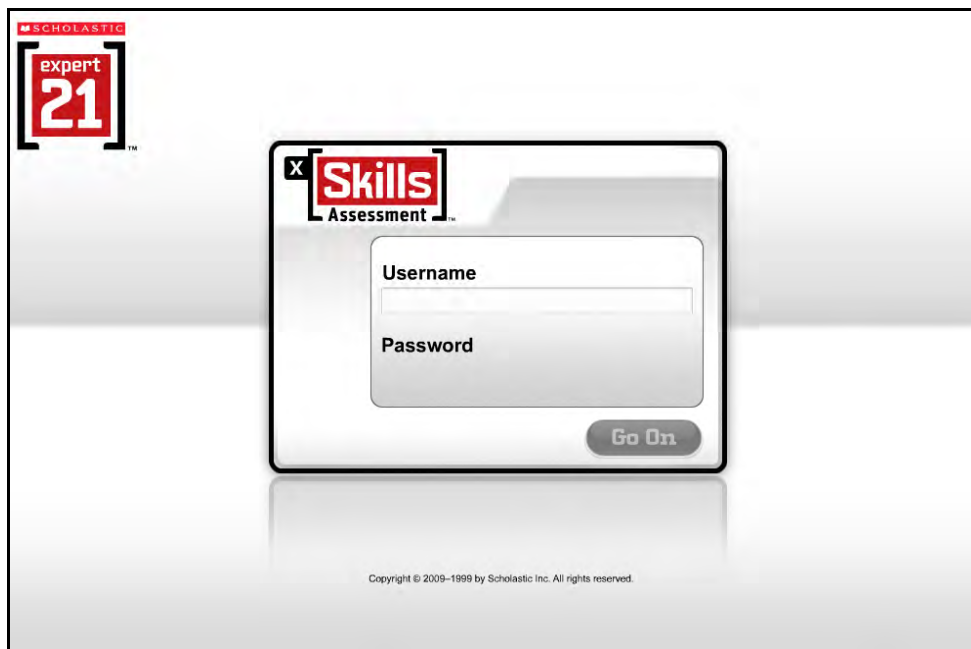 SCHOLASTIC
expert
21
TM
X
Skills
Assessment
TM
Username
Password
Go On
Copyright © 2009–1999 by Scholastic Inc. All rights reserved.